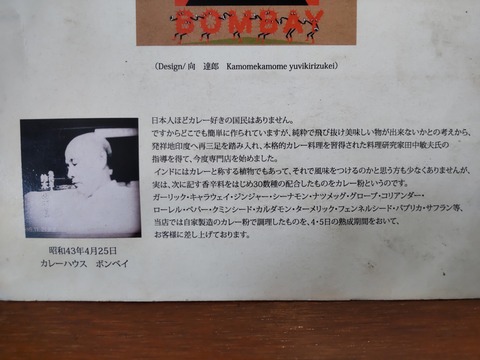 BOMBAY
(Design/向 達郎 Kamomekamome yuvikirizukei)
日本人ほどカレー好きの国民はありません。
ですからどこでも簡単に作られていますが、純粋で飛び抜け美味しい物が出来ないかとの考えから、
発祥地印度へ再三足を踏み入れ、本格的カレー料理を習得された料理研究家田中敏夫氏の
指導を得て、今度専門店を始めました。
インドにはカレーと称する植物でもあって、それで風味をつけるのかと思う方も少なくありませんが、
実は、次に記す香辛料をはじめ30数種の配合したものをカレー粉というのです。
ガーリック・キャラウェイ・ジンジャー・シーナモン・ナツメッグ・グローブ・コリアンダー・
ローレル・ペパー・クミンシード・カルダモン・ターメリック・フェンネルシード・パプリカ・サフラン等、
当店では自家製造のカレー粉で調理したものを、4・5日の熟成期間をおいて、
お客様に差し上げております。
昭和43年4月25日
カレーハウス ボンベイ